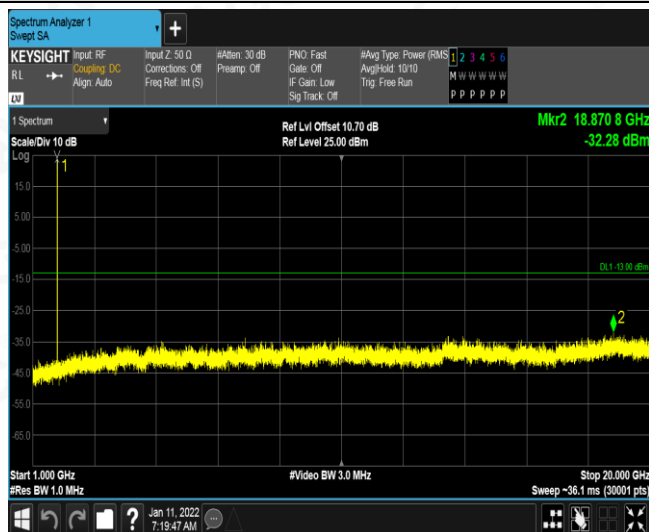 Spectrum Analyzer 1
Swept SA
+
KEYSIGHT
RL
LXI
Input: RF
Coupling: DC
Align: Auto
Input Z: 50 Ω
Corrections: Off
Freq Ref: Int (S)
#Atten: 30 dB
Preamp: Off
PNO: Fast
Gate: Off
IF Gain: Low
Sig Track: Off
#Avg Type: Power (RMS
Avg|Hold: 10/10
Trig: Free Run
1 2 3 4 5 6
M W W W W W
P P P P P P
1 Spectrum
Scale/Div 10 dB
Log
Ref Lvl Offset 10.70 dB
Ref Level 25.00 dBm
Mkr2 18.870 8 GHz
-32.28 dBm
1
15.0
5.00
-5.00
-15.0
DL1 -13.00 dBm
-25.0
2
-35.0
-45.0
-55.0
-65.0
Start 1.000 GHz
#Res BW 1.0 MHz
#Video BW 3.0 MHz
Stop 20.000 GHz
Sweep ~36.1 ms (30001 pts)
?
Jan 11, 2022
7:19:47 AM